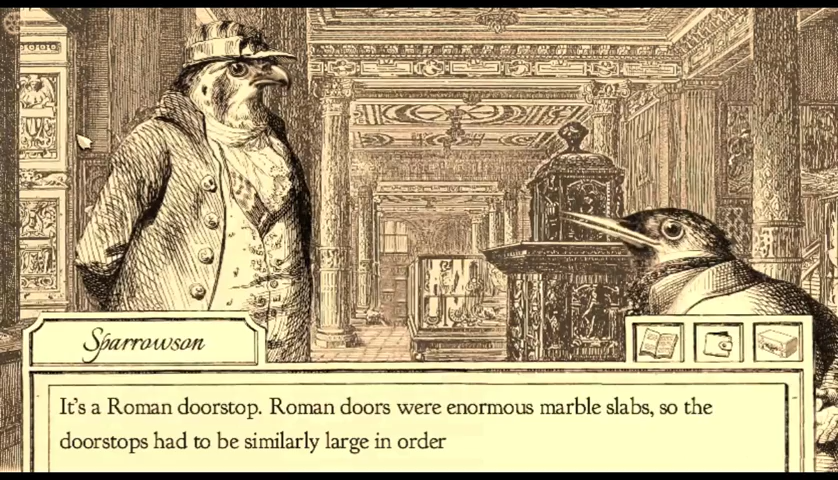 Sparrowson
It's a Roman doorstop. Roman doors were enormous marble slabs, so the
doorstops had to be similarly large in order